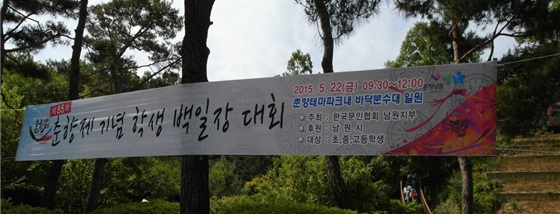 제85회
춘향제 기념 학생 백일장 대회
2015. 5. 22(금) 09:30~12:00
춘향테마파크내 바닥분수대 일원
주최 : 한국문인협회 남원지부
후원 : 남원시
대상 : 초.중.고등학생